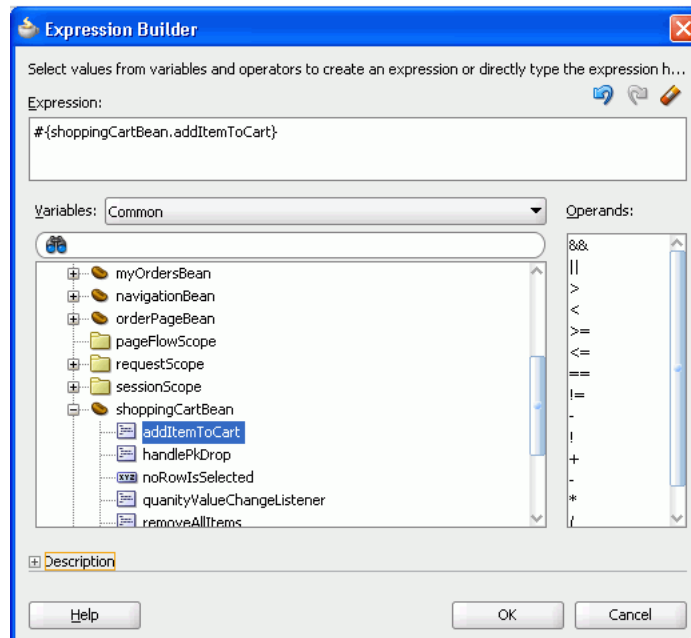 Expression Builder
Select values from variables and operators to create an expression or directly type the expression h...
Expression:
#{shoppingCartBean.addItemToCart}
Variables: Common
Operands:
myOrdersBean
navigationBean
orderPageBean
pageFlowScope
requestScope
sessionScope
shoppingCartBean
addItemToCart
handlePkDrop
xyz noRowIsSelected
quanityValueChangeListener
removeAllItems
&&
||
>
<
>=
<=
==
!=
-
!
+
-
*
/
Description
Help
OK
Cancel